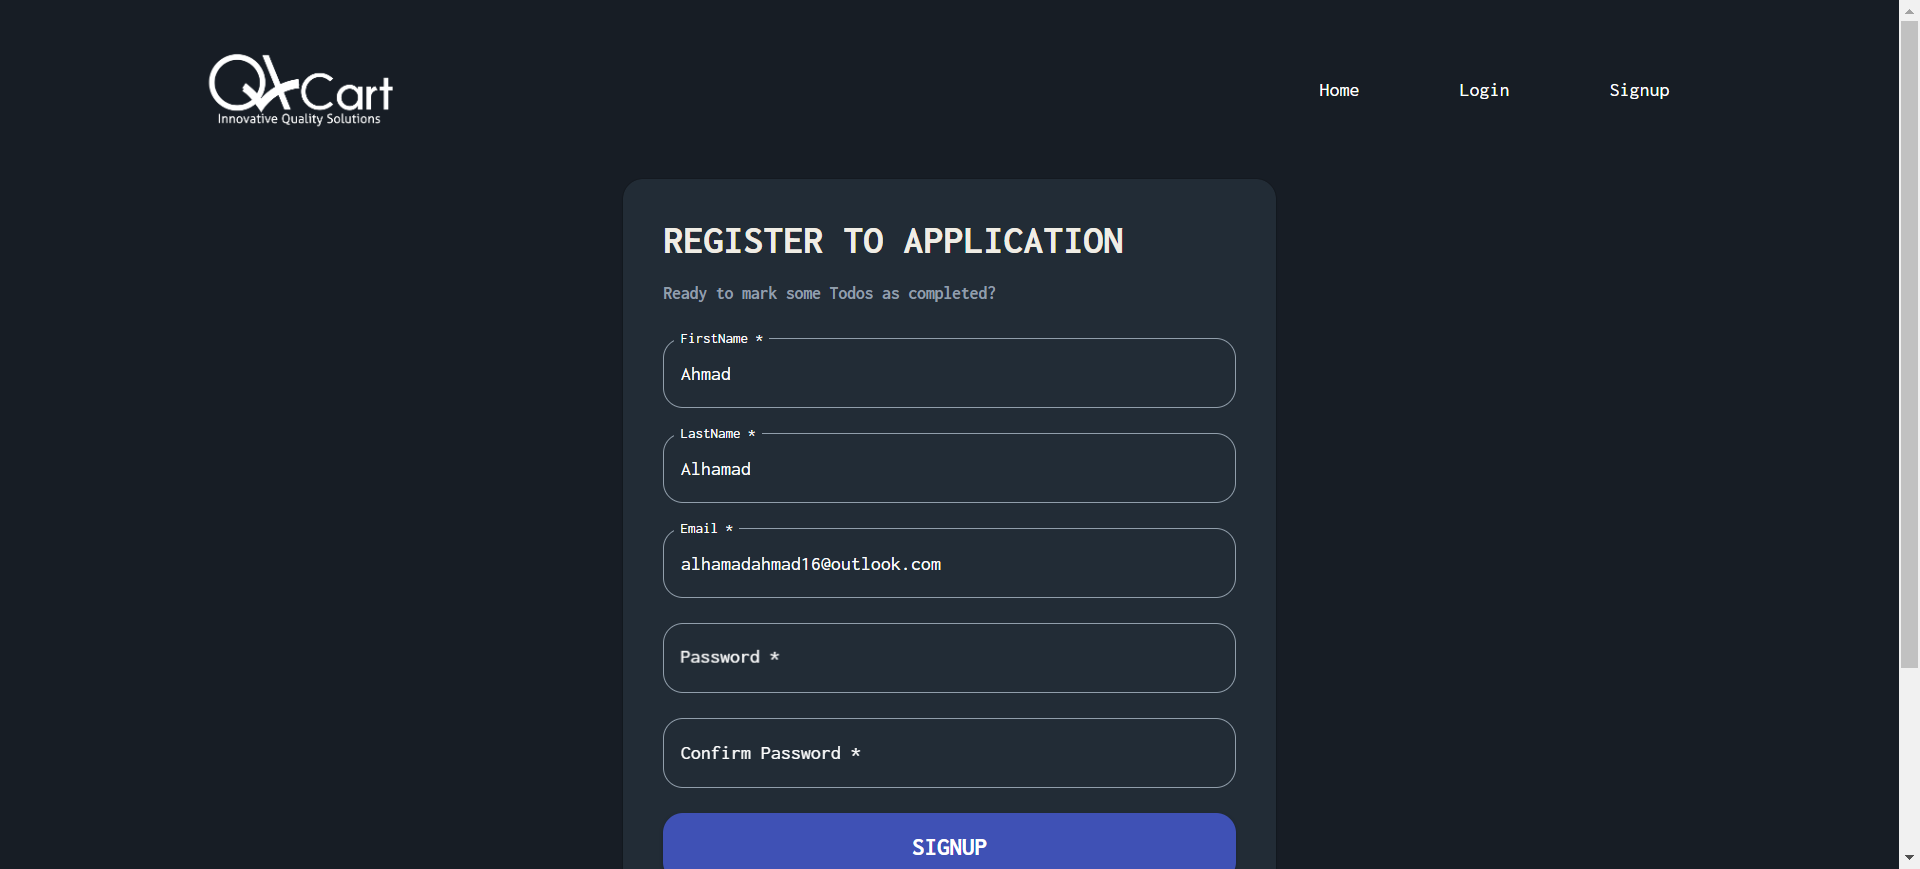 QACart
Innovative Quality Solutions
Home Login Signup
REGISTER TO APPLICATION
Ready to mark some Todos as completed?
FirstName *
Ahmad
LastName *
Alhamad
Email *
alhamadahmad16@outlook.com
Password *
Confirm Password *
SIGNUP